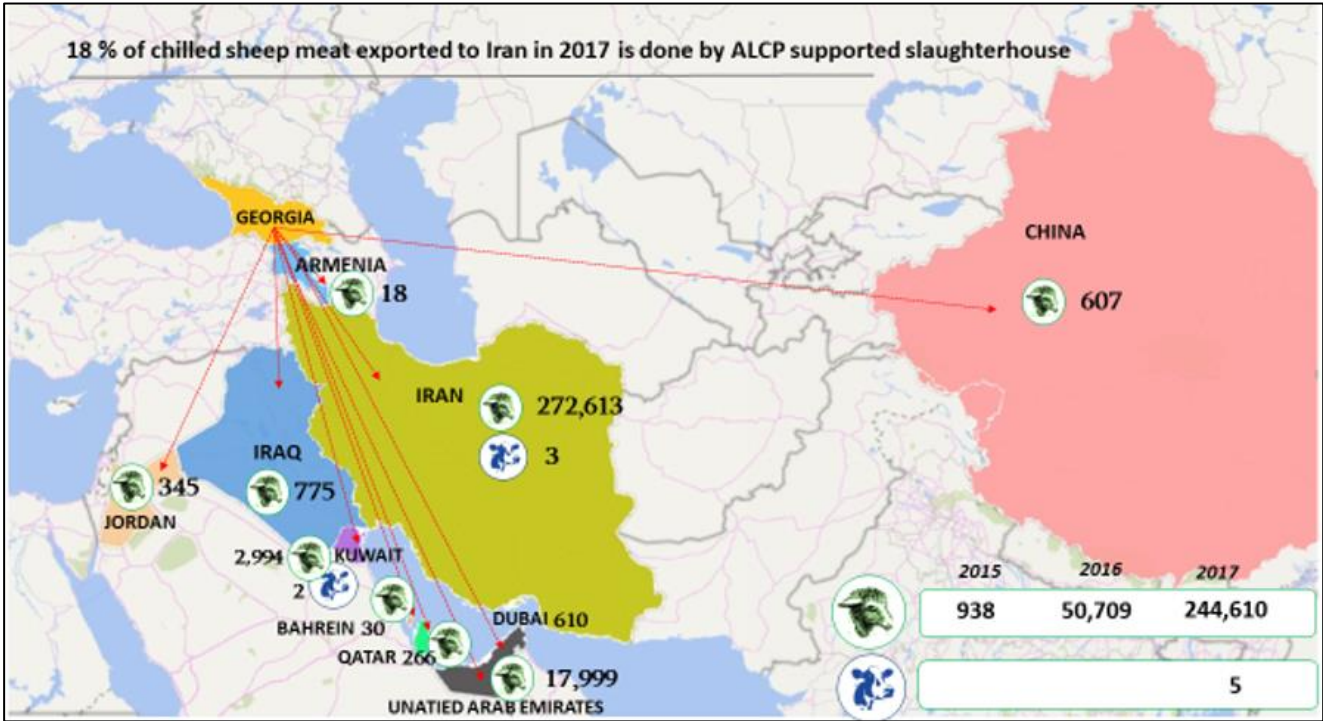 18 % of chilled sheep meat exported to Iran in 2017 is done by ALCP supported slaughterhouse
GEORGIA
ARMENIA
18
CHINA
607
IRAN
272,613
3
IRAQ
775
345
JORDAN
2,994
KUWAIT
2
BAHREIN 30
DUBAI 610
QATAR 266
17,999
UNATIED ARAB EMIRATES
2015 2016 2017
938 50,709 244,610
5